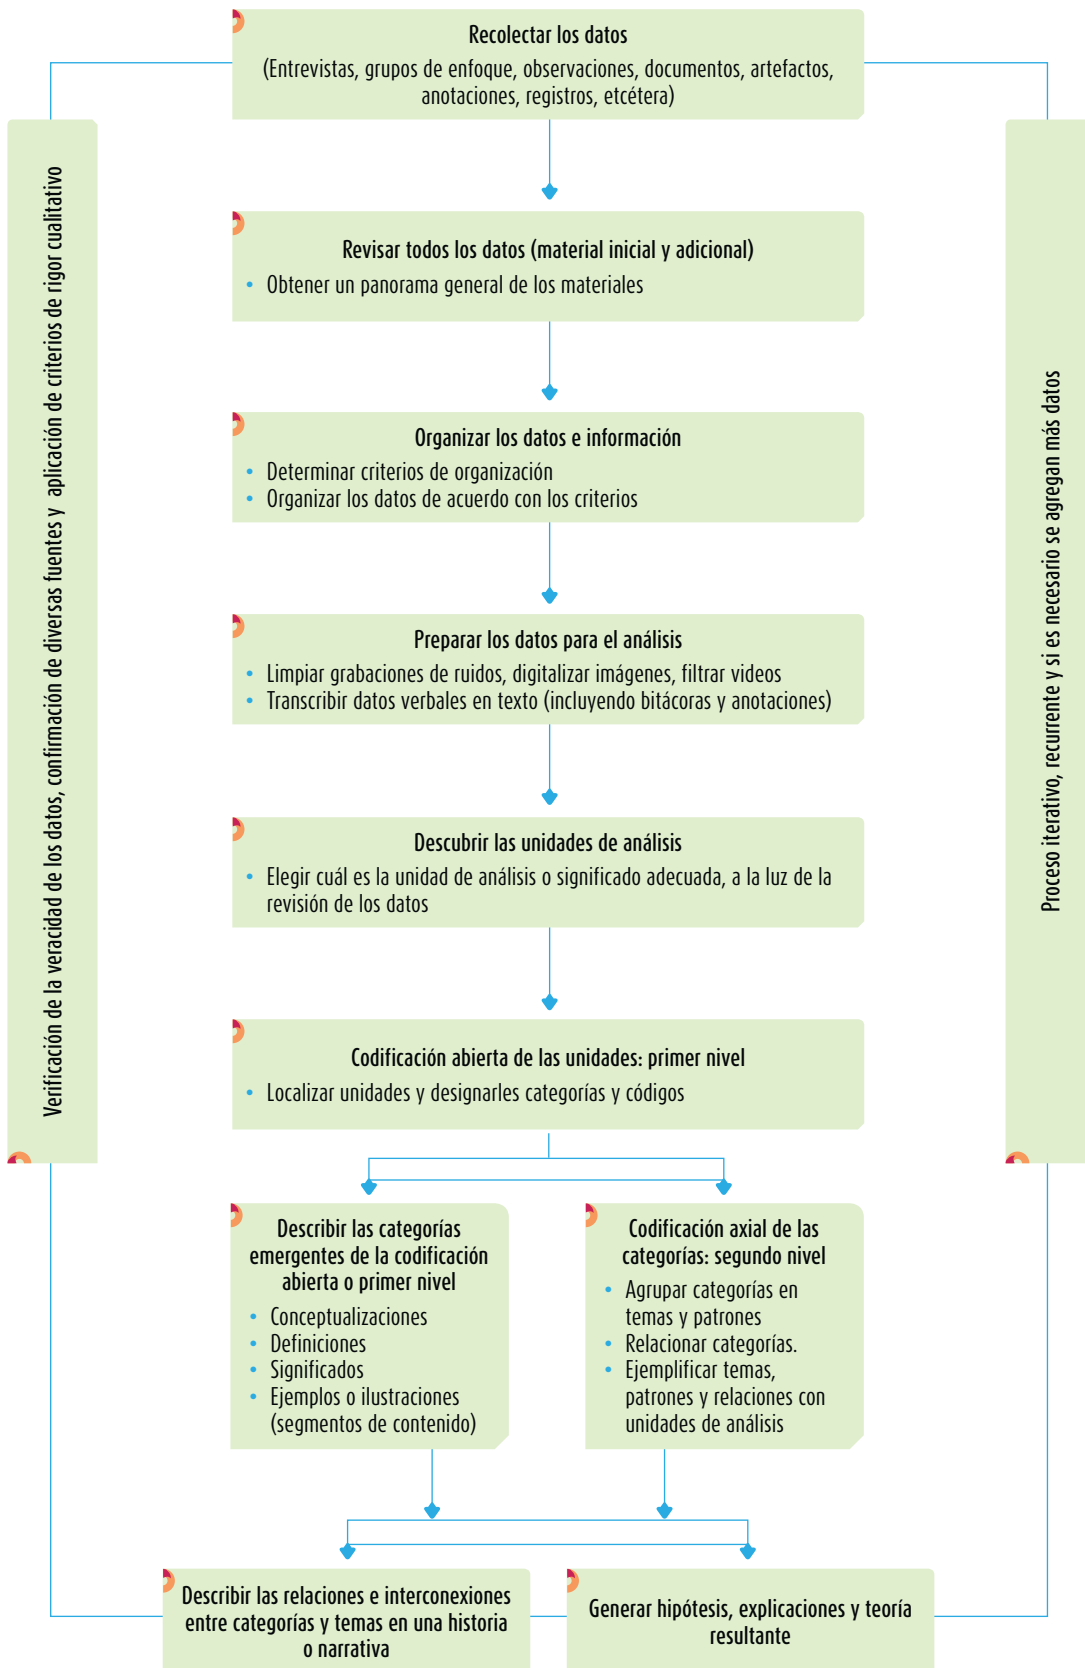 Recolectar los datos
(Entrevistas, grupos de enfoque, observaciones, documentos, artefactos,
anotaciones, registros, etcétera)
Verificación de la veracidad de los datos, confirmación de diversas fuentes y aplicación de criterios de rigor cualitativo
Proceso iterativo, recurrente y si es necesario se agregan más datos
Revisar todos los datos (material inicial y adicional)
• Obtener un panorama general de los materiales
Organizar los datos e información
• Determinar criterios de organización
• Organizar los datos de acuerdo con los criterios
Preparar los datos para el análisis
• Limpiar grabaciones de ruidos, digitalizar imágenes, filtrar videos
• Transcribir datos verbales en texto (incluyendo bitácoras y anotaciones)
Descubrir las unidades de análisis
• Elegir cuál es la unidad de análisis o significado adecuada, a la luz de la
revisión de los datos
Codificación abierta de las unidades: primer nivel
• Localizar unidades y designarles categorías y códigos
Describir las categorías
emergentes de la codificación
abierta o primer nivel
• Conceptualizaciones
• Definiciones
• Significados
• Ejemplos o ilustraciones
(segmentos de contenido)
Codificación axial de las
categorías: segundo nivel
• Agrupar categorías en
temas y patrones
• Relacionar categorías.
• Ejemplificar temas,
patrones y relaciones con
unidades de análisis
Describir las relaciones e interconexiones
entre categorías y temas en una historia
o narrativa
Generar hipótesis, explicaciones y teoría
resultante